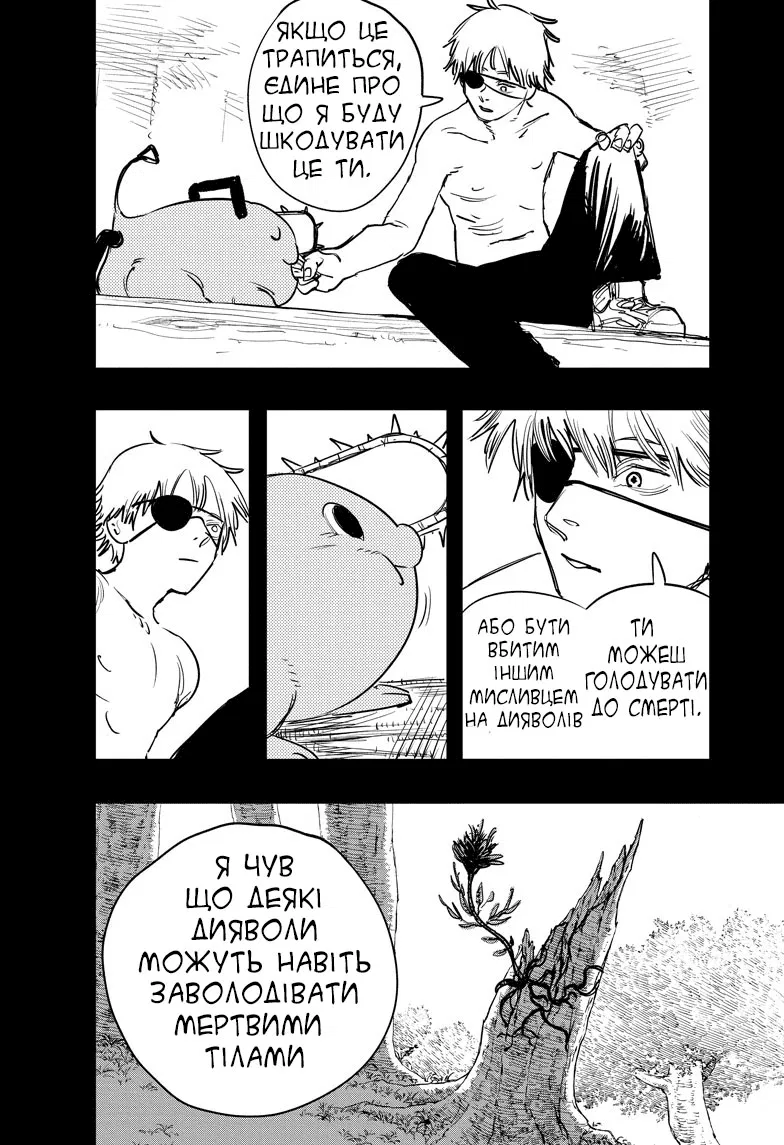 ЯКЩО ЦЕ
ТРАПИТЬСЯ,
ЄДИНЕ ПРО
ЩО Я БУДУ
ШКОДУВАТИ
ЦЕ ТИ.
ТИ
МОЖЕШ
ГОЛОДУВАТИ
ДО СМЕРТІ.
АБО БУТИ
ВБИТИМ
ІНШИМ
МИСЛИВЦЕМ
НА ДИЯВОЛІВ
Я ЧУВ
ЩО ДЕЯКІ
ДИЯВОЛИ
МОЖУТЬ НАВІТЬ
ЗАВОЛОДІВАТИ
МЕРТВИМИ
ТІЛАМИ